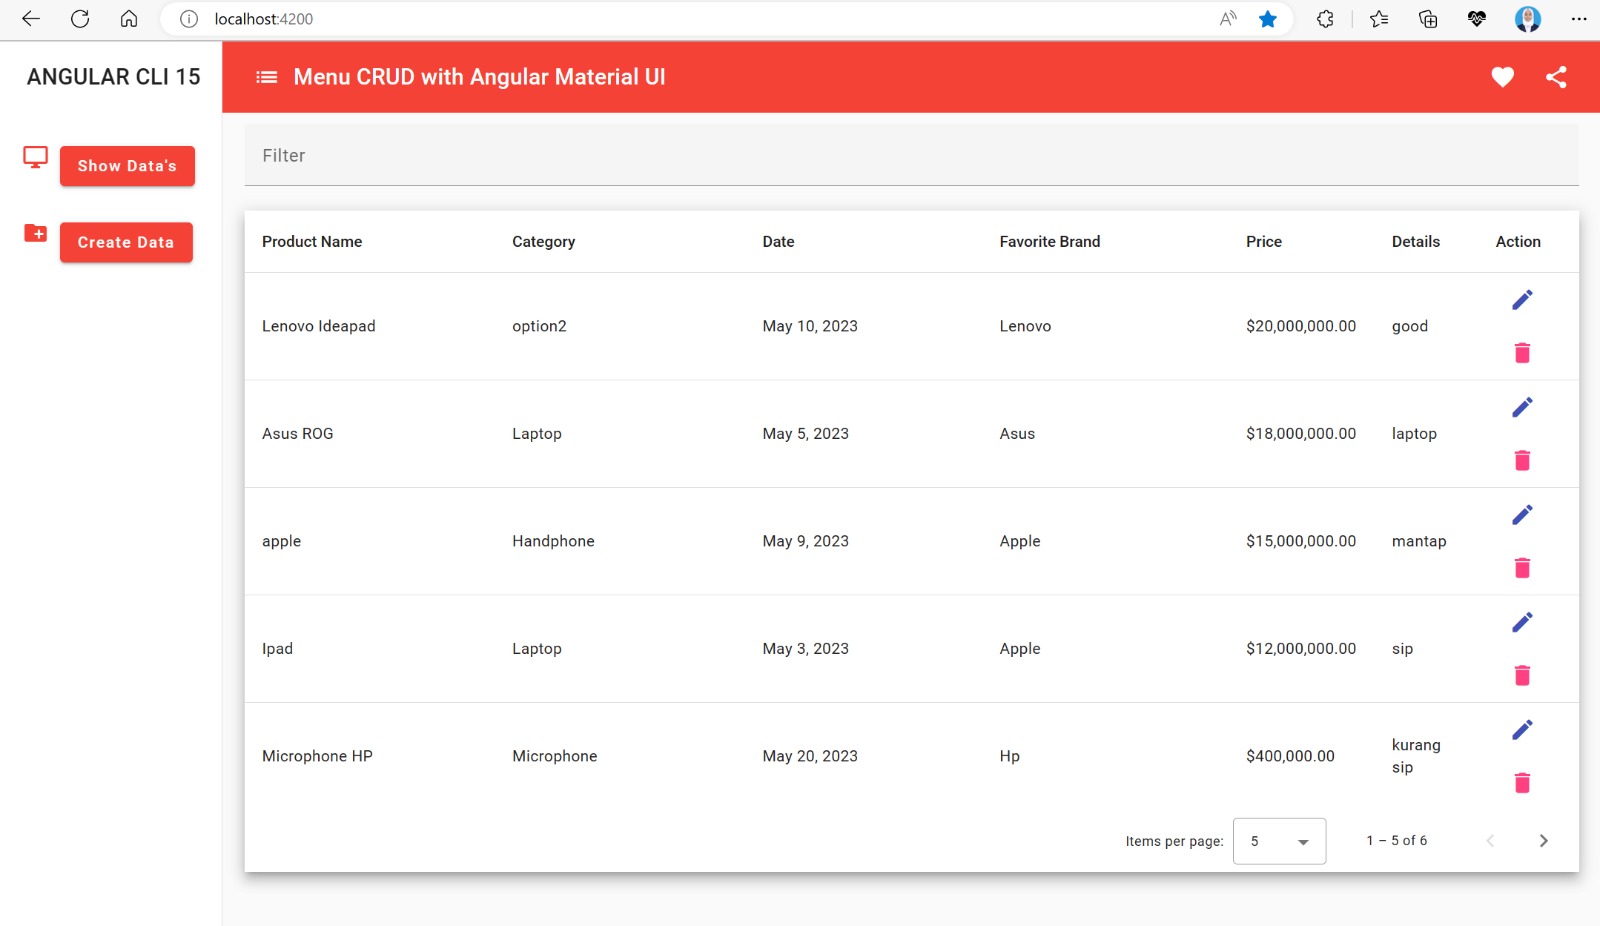 localhost:4200
ANGULAR CLI 15
Menu CRUD with Angular Material UI
Show Data's
Create Data
Filter
Product Name Category Date Favorite Brand Price Details Action
Lenovo Ideapad option2 May 10, 2023 Lenovo $20,000,000.00 good
Asus ROG Laptop May 5, 2023 Asus $18,000,000.00 laptop
apple Handphone May 9, 2023 Apple $15,000,000.00 mantap
Ipad Laptop May 3, 2023 Apple $12,000,000.00 sip
Microphone HP Microphone May 20, 2023 Hp $400,000.00 kurang
sip
Items per page: 5 1 – 5 of 6